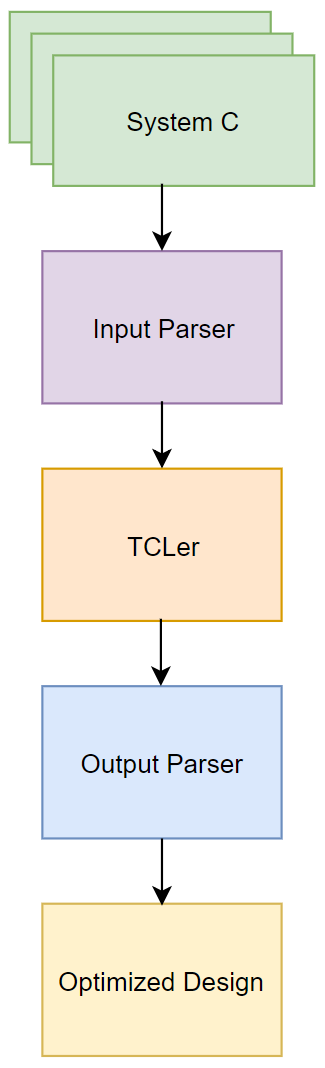 System C
Input Parser
TCLer
Output Parser
Optimized Design